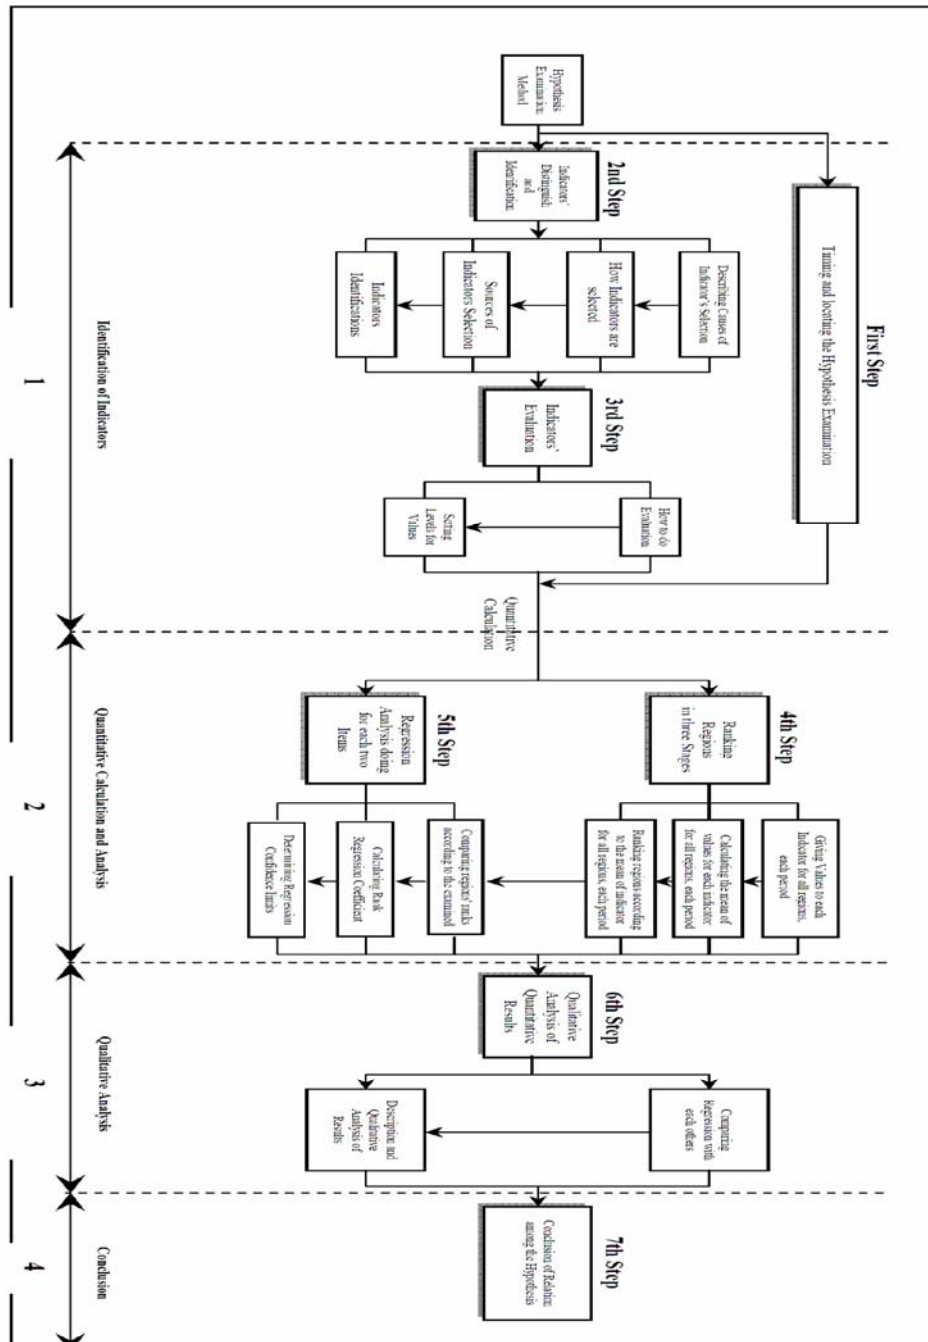 Hypothesis
Examination
Method
First Step
Timing and locating the Hypothesis Examination
2nd Step
Indicators'
Distinguish
and
Identification
Describing Causes of
Indicator's Selection
How Indicators are
selected
Sources of
Indicators Selection
Indicators
Identifications
3rd Step
Indicators'
Evaluation
How to do
Evaluation
Setting
Levels for
Values
Quantitative
Calculation
4th Step
Ranking
Regions
in three Stages
Giving Values to each
Indicator for all regions,
each period
Calculating the mean of
values for each indicator
for all regions, each period
Ranking regions according
to the mean of indicator
for all regions, each period
5th Step
Regression
Analysis doing
for each two
Items
Comparing regions' ranks
according to the examined
Calculating Rank
Regression Coefficient
Determining Regression
Confidence limits
6th Step
Qualitative
Analysis of
Quantitative
Results
Comparing
Regression with
each others
Description and
Qualitative
Analysis of
Results
7th Step
Conclusion of Relation
among the Hypothesis
Identification of Indicators
Quantitative Calculation and Analysis
Qualitative Analysis
Conclusion
1
2
3
4